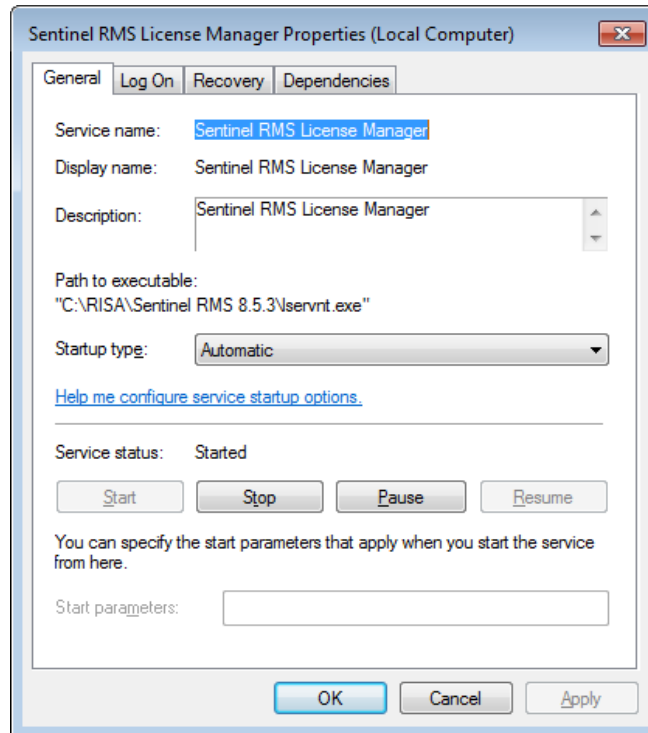 Sentinel RMS License Manager Properties (Local Computer)
General Log On Recovery Dependencies
Service name: Sentinel RMS License Manager
Display name: Sentinel RMS License Manager
Description: Sentinel RMS License Manager
Path to executable:
"C:\RISA\Sentinel RMS 8.5.3\lservnt.exe"
Startup type: Automatic
Help me configure service startup options.
Service status: Started
Start Stop Pause Resume
You can specify the start parameters that apply when you start the service
from here.
Start parameters:
OK Cancel Apply